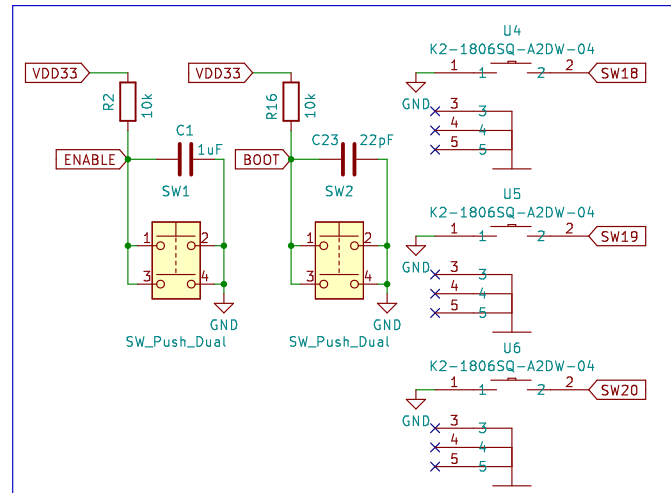 VDD33
R2
10k
C1
1uF
ENABLE
SW1
1
2
3
4
GND
SW_Push_Dual
VDD33
R16
10k
C23
22pF
BOOT
SW2
1
2
3
4
GND
SW_Push_Dual
U4
K2-1806SQ-A2DW-04
1
1
2
2
SW18
GND
3
3
4
4
5
5
U5
K2-1806SQ-A2DW-04
1
1
2
2
SW19
GND
3
3
4
4
5
5
U6
K2-1806SQ-A2DW-04
1
1
2
2
SW20
GND
3
3
4
4
5
5